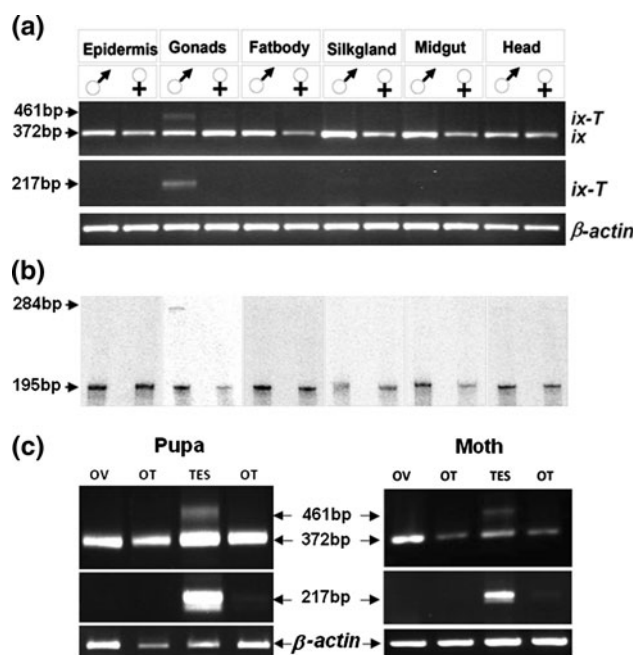 (a)
Epidermis Gonads Fatbody Silkgland Midgut Head
461bp ix-T
372bp ix
217bp ix-T
β-actin
(b)
284bp
195bp
(c)
Pupa Moth
OV OT TES OT OV OT TES OT
461bp
372bp
217bp
β-actin